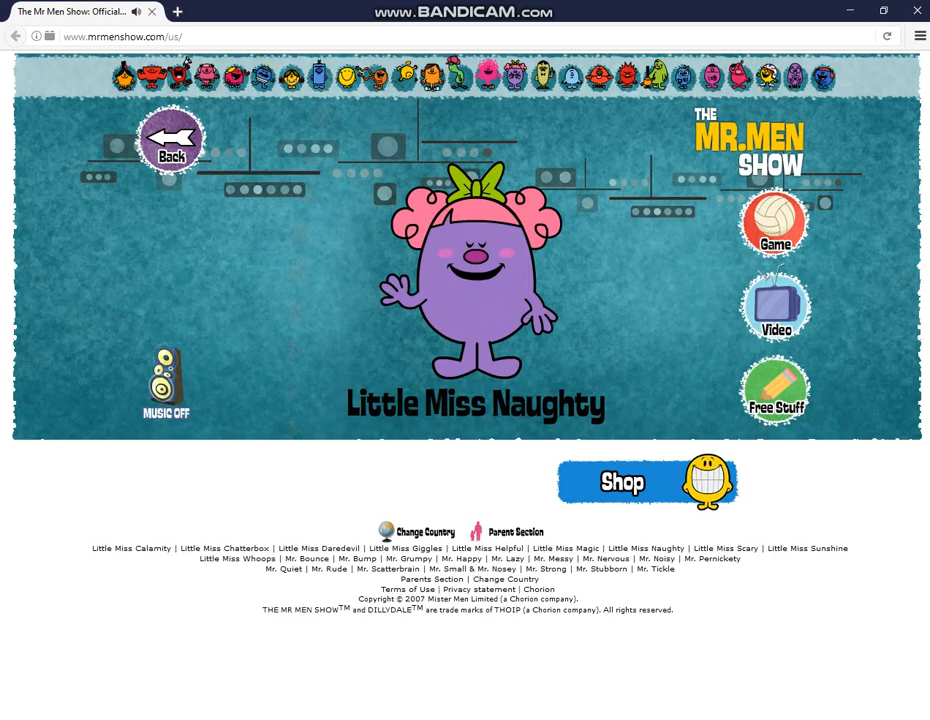 The Mr Men Show: Official...
www.BANDICAM.com
www.mrmenshow.com/us/
Back
THE
MR.MEN
SHOW
Game
Video
Free Stuff
MUSIC OFF
Little Miss Naughty
Shop
Change Country
Parent Section
Little Miss Calamity | Little Miss Chatterbox | Little Miss Daredevil | Little Miss Giggles | Little Miss Helpful | Little Miss Magic | Little Miss Naughty | Little Miss Scary | Little Miss Sunshine
Little Miss Whoops | Mr. Bounce | Mr. Bump | Mr. Grumpy | Mr. Happy | Mr. Lazy | Mr. Messy | Mr. Nervous | Mr. Noisy | Mr. Pernickety
Mr. Quiet | Mr. Rude | Mr. Scatterbrain | Mr. Small & Mr. Nosey | Mr. Strong | Mr. Stubborn | Mr. Tickle
Parents Section | Change Country
Terms of Use | Privacy statement | Chorion
Copyright © 2007 Mister Men Limited (a Chorion company).
THE MR MEN SHOW™ and DILLYDALE™ are trade marks of THOIP (a Chorion company). All rights reserved.